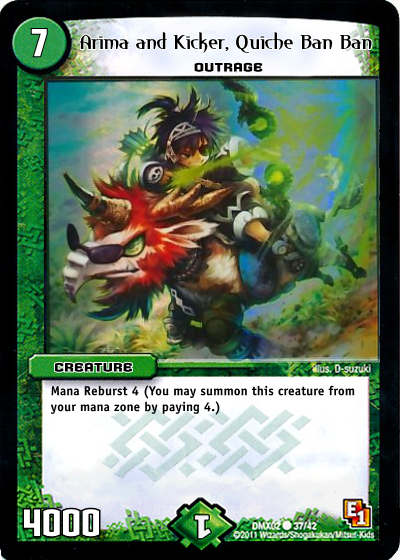 7
Arima and Kicker, Quiche Ban Ban
OUTRAGE
illus. D-suzuki
CREATURE
Mana Reburst 4 (You may summon this creature from
your mana zone by paying 4.)
4000
1
DMX02 37/42
©2011 Wizards/Shogakukan/Mitsui-Kids
E1